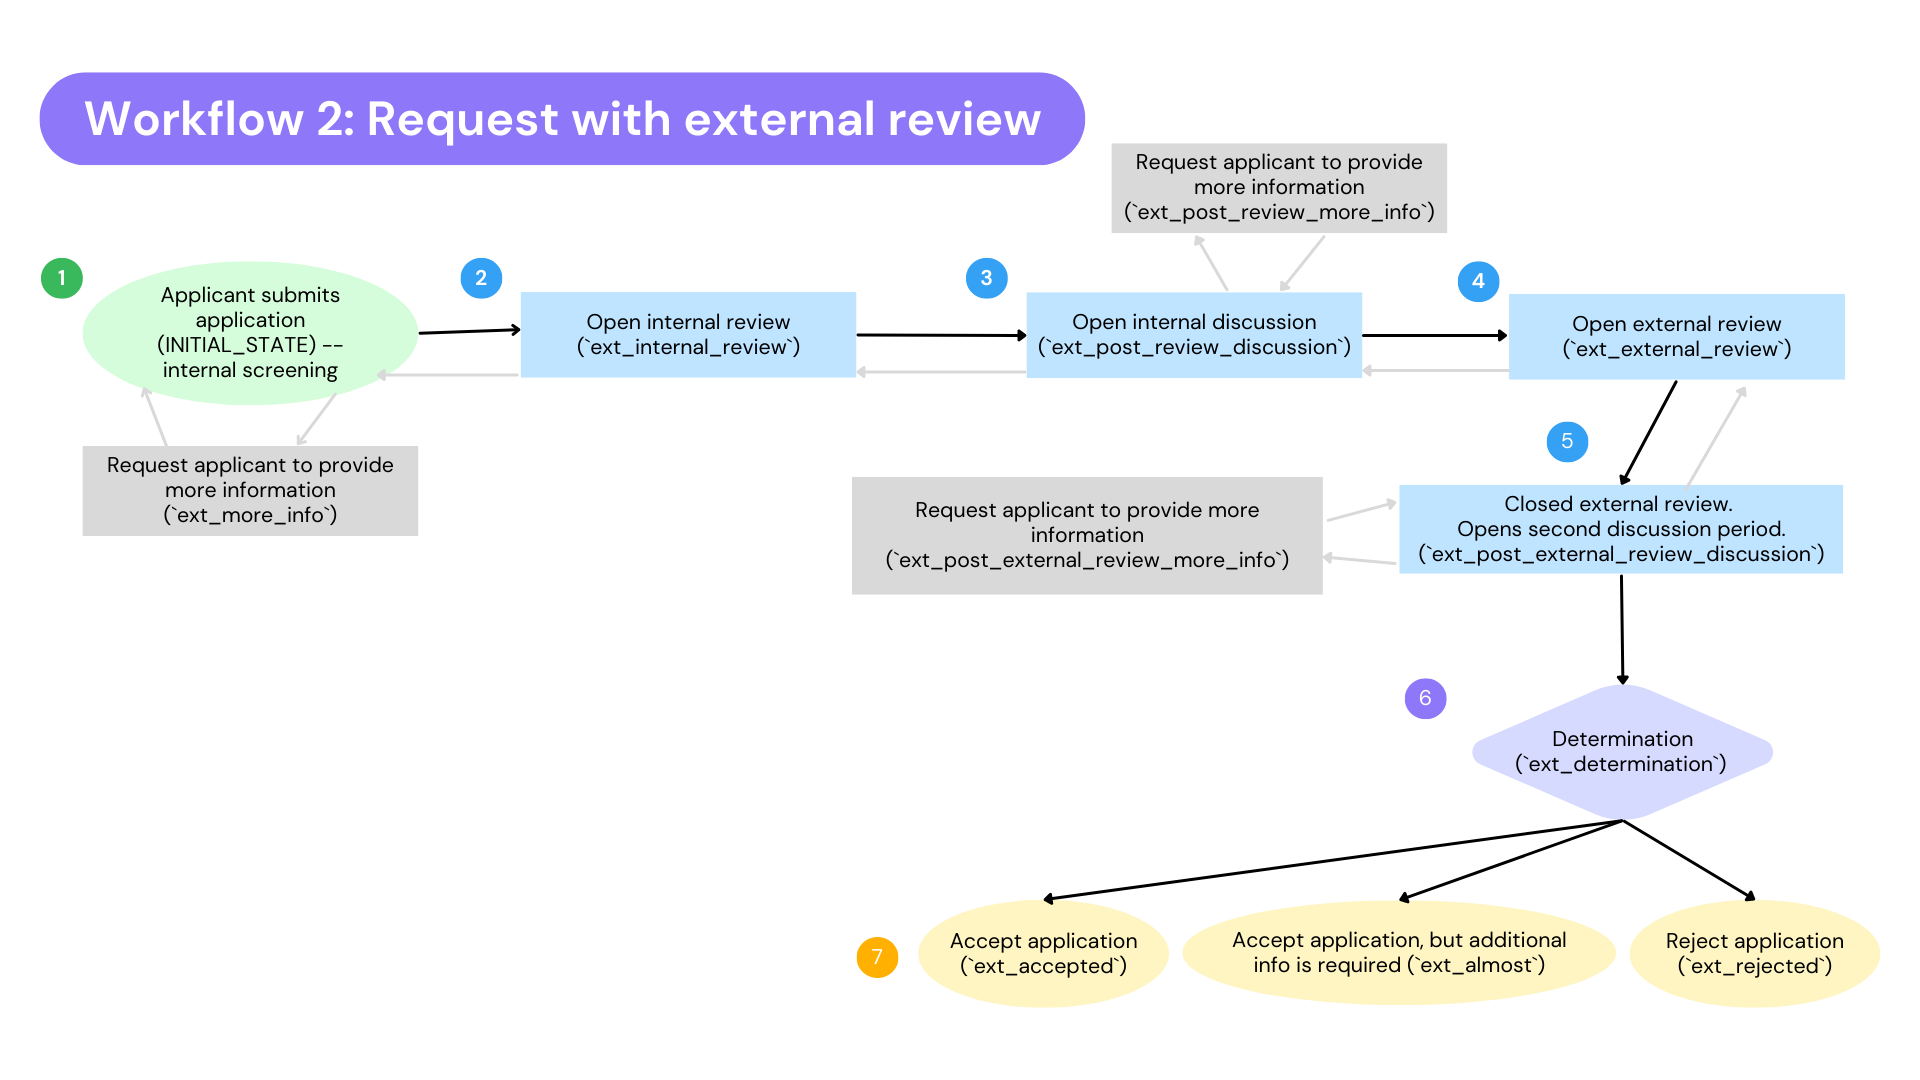 Workflow 2: Request with external review
Request applicant to provide
more information
(`ext_post_review_more_info`)
1
Applicant submits
application
(INITIAL_STATE) --
internal screening
2
Open internal review
(`ext_internal_review`)
3
Open internal discussion
(`ext_post_review_discussion`)
4
Open external review
(`ext_external_review`)
Request applicant to provide
more information
(`ext_more_info`)
5
Closed external review.
Opens second discussion period.
(`ext_post_external_review_discussion`)
Request applicant to provide more
information
(`ext_post_external_review_more_info`)
6
Determination
(`ext_determination`)
7
Accept application
(`ext_accepted`)
Accept application, but additional
info is required (`ext_almost`)
Reject application
(`ext_rejected`)